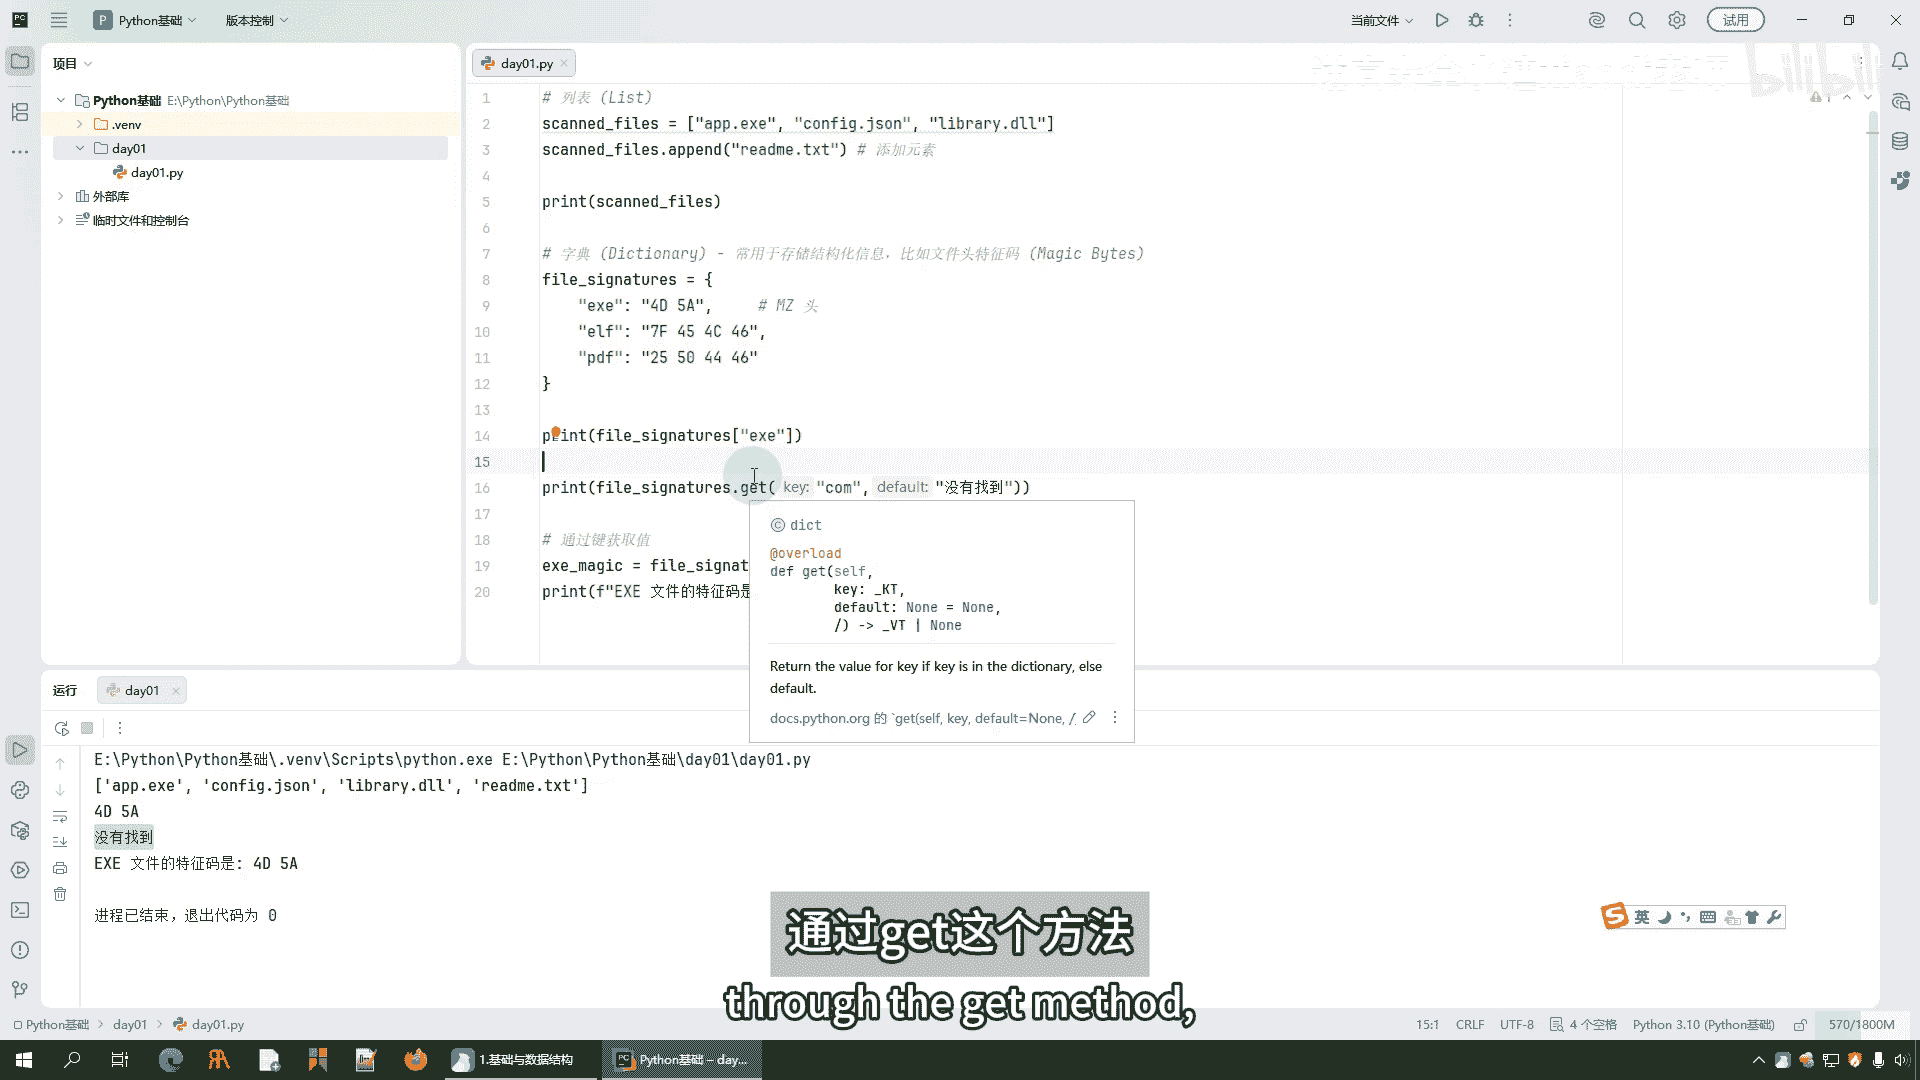 PC
P Python基础
版本控制
当前文件
试用
项目
day01.py
bilibili
Python基础 E:\Python\Python基础
.venv
day01
day01.py
外部库
临时文件和控制台
1 # 列表 (List)
2 scanned_files = ["app.exe", "config.json", "library.dll"]
3 scanned_files.append("readme.txt") # 添加元素
4
5 print(scanned_files)
6
7 # 字典 (Dictionary) - 常用于存储结构化信息，比如文件头特征码 (Magic Bytes)
8 file_signatures = {
9 "exe": "4D 5A", # MZ 头
10 "elf": "7F 45 4C 46",
11 "pdf": "25 50 44 46"
12 }
13
14 print(file_signatures["exe"])
15
16 print(file_signatures.get( key: "com", default: "没有找到"))
17
18 # 通过键获取值
19 exe_magic = file_signat
20 print(f"EXE 文件的特征码是
dict
@overload
def get(self,
key: _KT,
default: None = None,
/) -> _VT | None
Return the value for key if key is in the dictionary, else
default.
docs.python.org 的 `get(self, key, default=None, /
运行
day01
E:\Python\Python基础\.venv\Scripts\python.exe E:\Python\Python基础\day01\day01.py
['app.exe', 'config.json', 'library.dll', 'readme.txt']
4D 5A
没有找到
EXE 文件的特征码是: 4D 5A
进程已结束，退出代码为 0
英
通过get这个方法
through the get method,
Python基础 > day01 > day01.py
15:1 CRLF UTF-8 4 个空格 Python 3.10 (Python基础) 570/1800M
1.基础与数据结构
Python基础 – day...